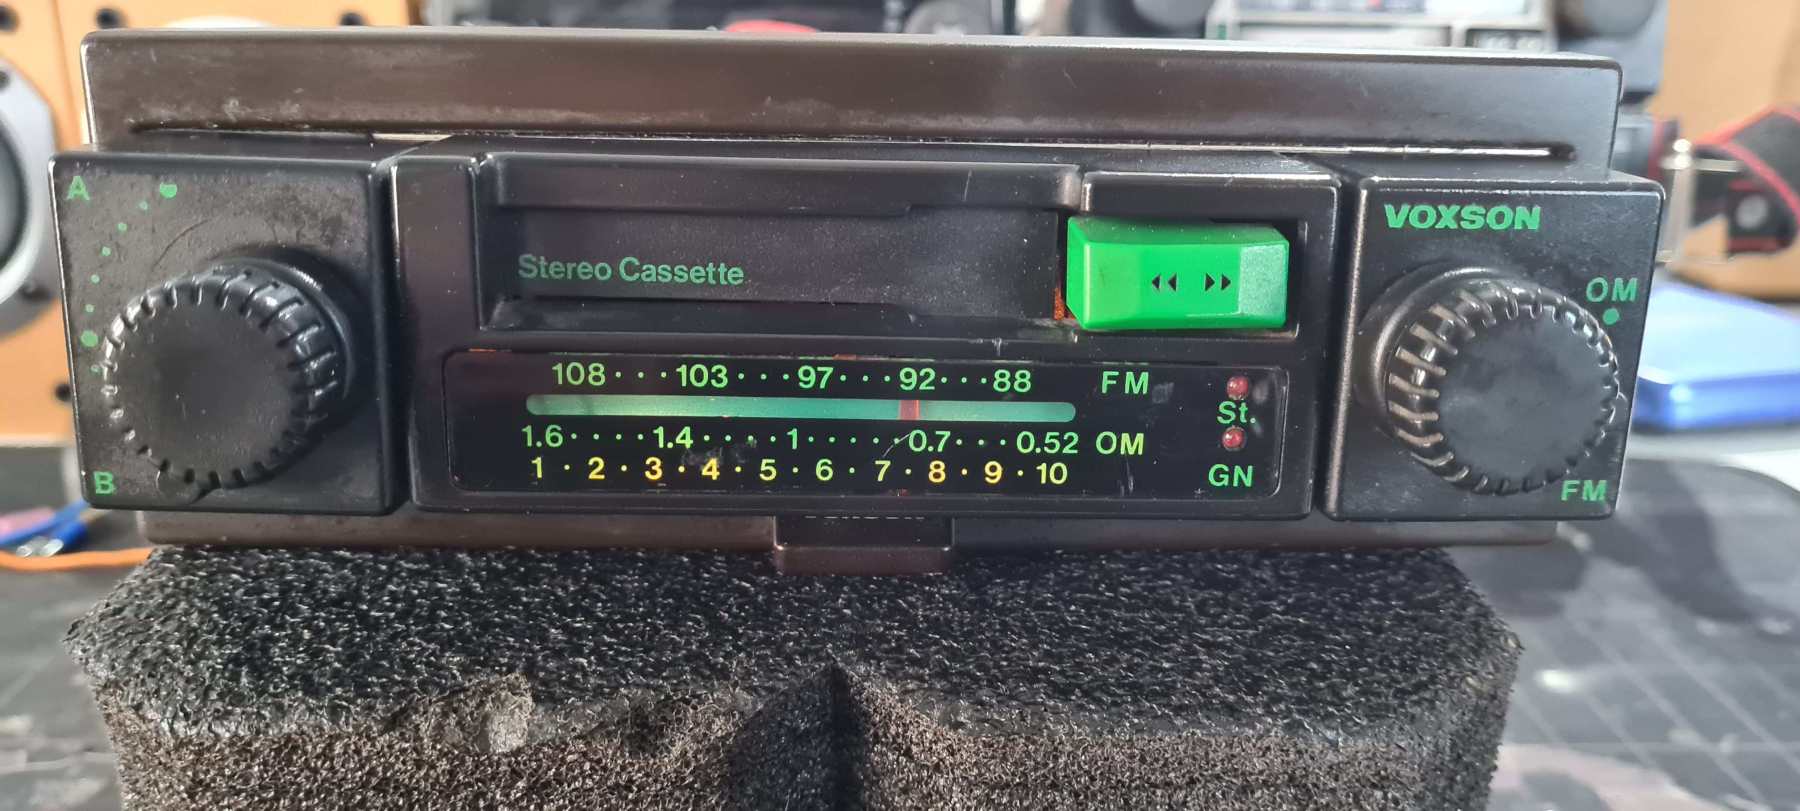 A
B
Stereo Cassette
VOXSON
OM
FM
108 · · · 103 · · · 97 · · · 92 · · · 88 FM
St.
1.6 · · · · 1.4 · · · · 1 · · · · · 0.7 · · · 0.52 OM
1 · 2 · 3 · 4 · 5 · 6 · 7 · 8 · 9 · 10
GN